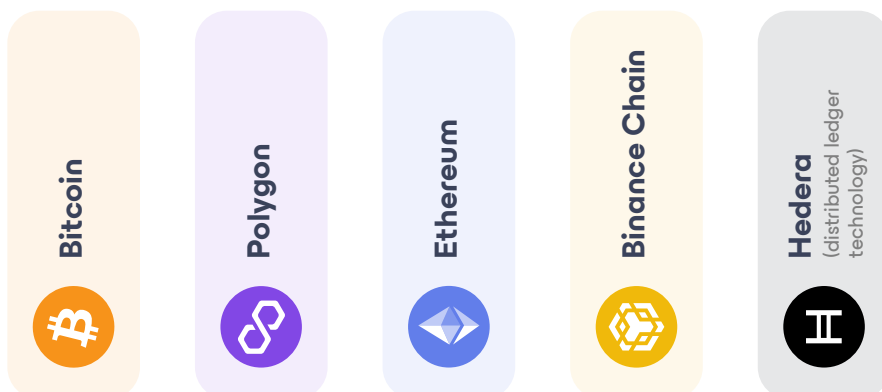 Bitcoin
Polygon
Ethereum
Binance Chain
Hedera
(distributed ledger
technology)